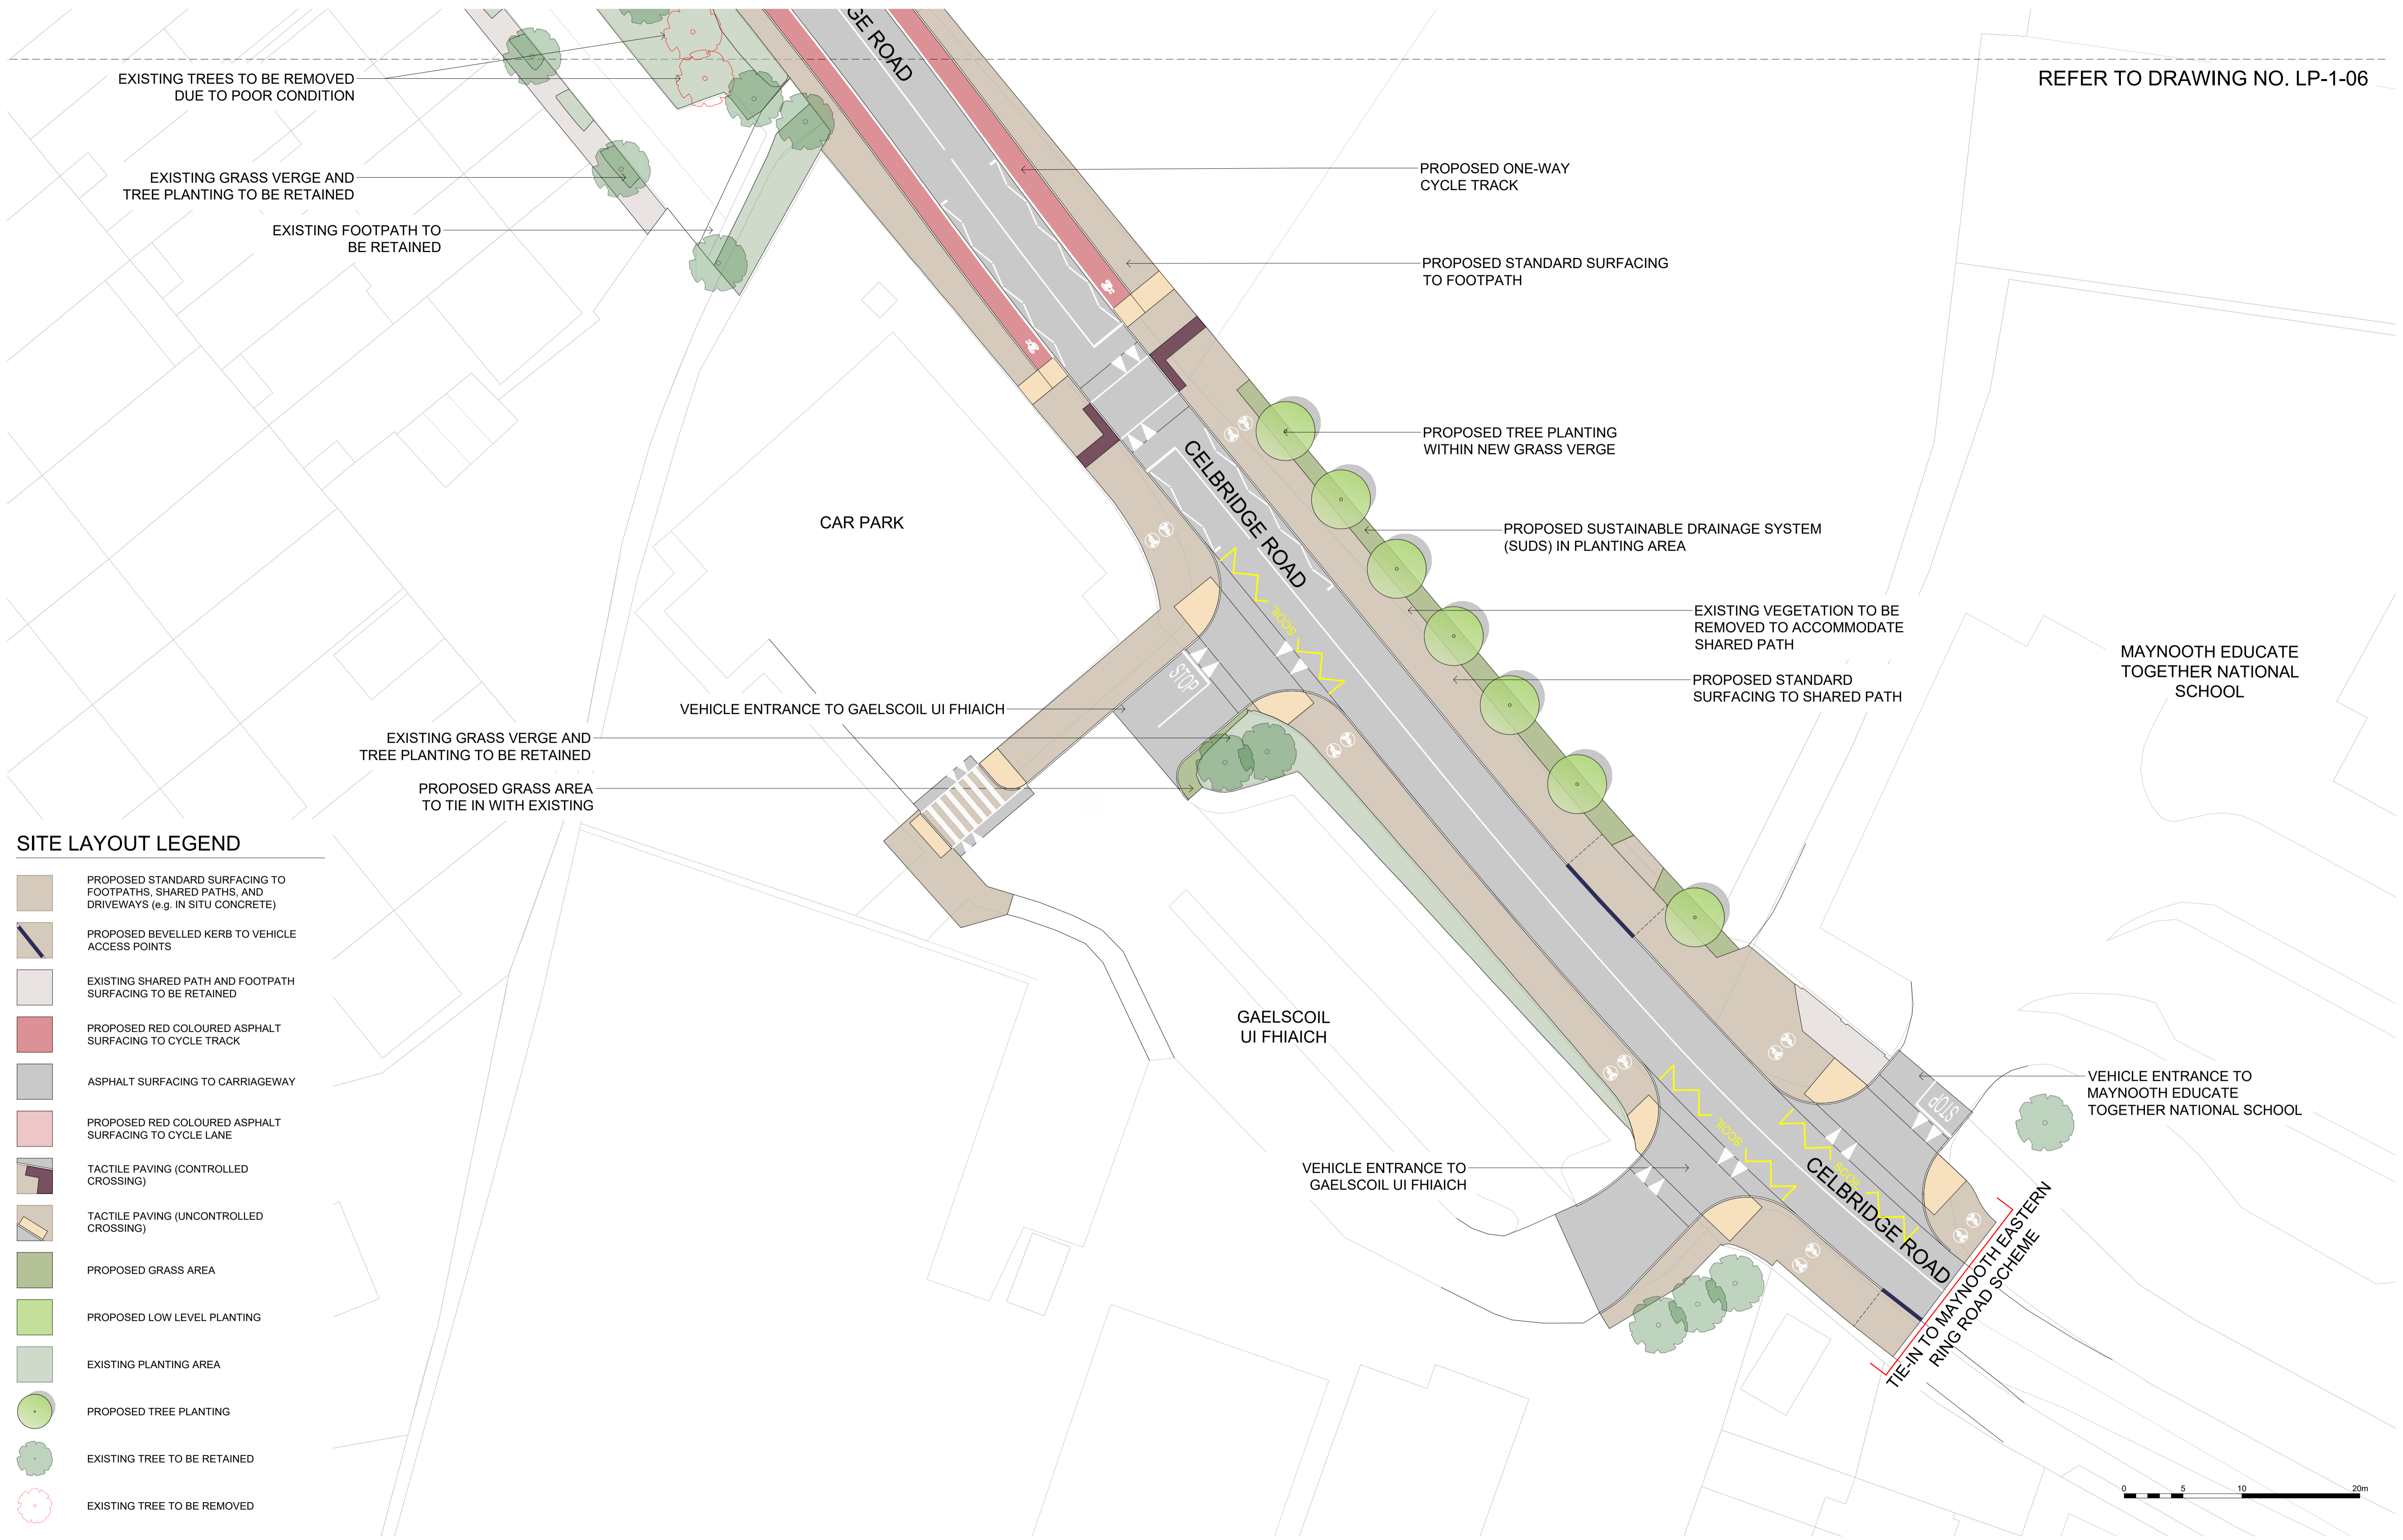 GE ROAD
REFER TO DRAWING NO. LP-1-06
EXISTING TREES TO BE REMOVED
DUE TO POOR CONDITION
EXISTING GRASS VERGE AND
TREE PLANTING TO BE RETAINED
EXISTING FOOTPATH TO
BE RETAINED
PROPOSED ONE-WAY
CYCLE TRACK
PROPOSED STANDARD SURFACING
TO FOOTPATH
PROPOSED TREE PLANTING
WITHIN NEW GRASS VERGE
CELBRIDGE ROAD
CAR PARK
PROPOSED SUSTAINABLE DRAINAGE SYSTEM
(SUDS) IN PLANTING AREA
EXISTING VEGETATION TO BE
REMOVED TO ACCOMMODATE
SHARED PATH
SCOIL
MAYNOOTH EDUCATE
TOGETHER NATIONAL
SCHOOL
STOP
PROPOSED STANDARD
SURFACING TO SHARED PATH
VEHICLE ENTRANCE TO GAELSCOIL UI FHIAICH
EXISTING GRASS VERGE AND
TREE PLANTING TO BE RETAINED
PROPOSED GRASS AREA
TO TIE IN WITH EXISTING
GAELSCOIL
UI FHIAICH
VEHICLE ENTRANCE TO
MAYNOOTH EDUCATE
TOGETHER NATIONAL SCHOOL
STOP
SCOIL
VEHICLE ENTRANCE TO
GAELSCOIL UI FHIAICH
SCOIL
CELBRIDGE ROAD
TIE-IN TO MAYNOOTH EASTERN
RING ROAD SCHEME
SITE LAYOUT LEGEND
PROPOSED STANDARD SURFACING TO
FOOTPATHS, SHARED PATHS, AND
DRIVEWAYS (e.g. IN SITU CONCRETE)
PROPOSED BEVELLED KERB TO VEHICLE
ACCESS POINTS
EXISTING SHARED PATH AND FOOTPATH
SURFACING TO BE RETAINED
PROPOSED RED COLOURED ASPHALT
SURFACING TO CYCLE TRACK
ASPHALT SURFACING TO CARRIAGEWAY
PROPOSED RED COLOURED ASPHALT
SURFACING TO CYCLE LANE
TACTILE PAVING (CONTROLLED
CROSSING)
TACTILE PAVING (UNCONTROLLED
CROSSING)
PROPOSED GRASS AREA
PROPOSED LOW LEVEL PLANTING
EXISTING PLANTING AREA
PROPOSED TREE PLANTING
EXISTING TREE TO BE RETAINED
EXISTING TREE TO BE REMOVED
0 5 10 20m